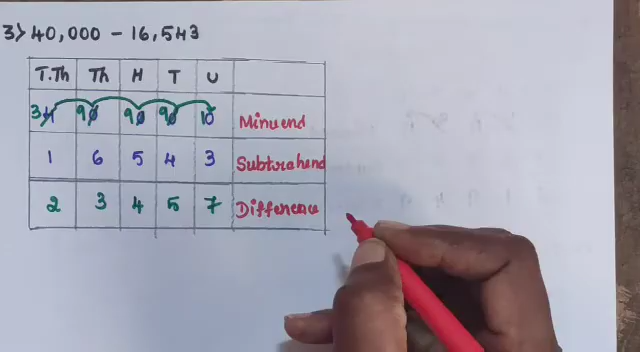 3> 40,000 - 16,543
T.Th Th H T U
3 4 9 0 9 0 9 0 10 Minuend
1 6 5 4 3 Subtrahend
2 3 4 5 7 Difference